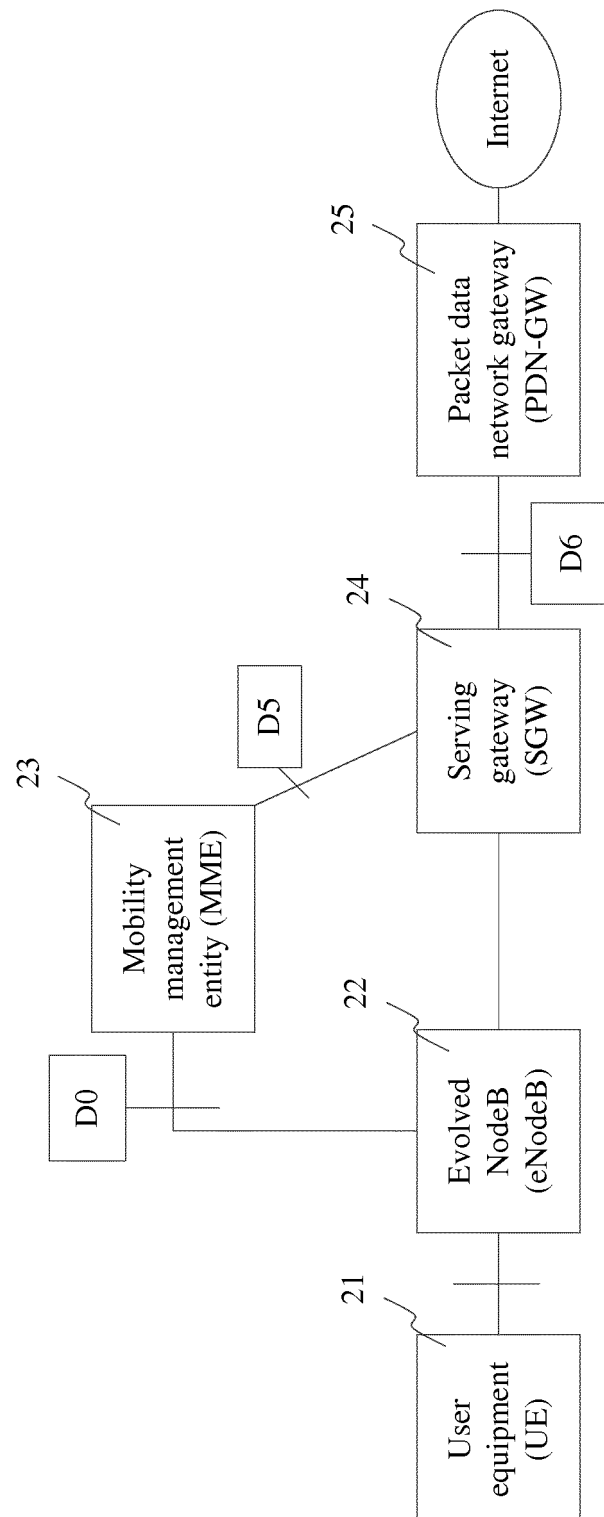 23
Mobility
management
entity (MME)
D0
D5
21
User
equipment
(UE)
22
Evolved
NodeB
(eNodeB)
24
Serving
gateway
(SGW)
D6
25
Packet data
network gateway
(PDN-GW)
Internet